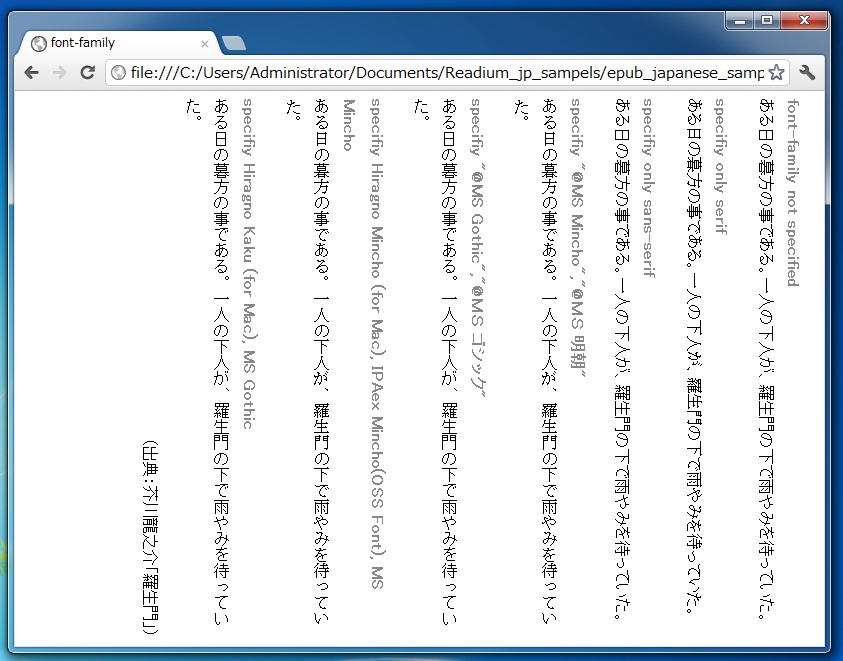 font-family
file:///C:/Users/Administrator/Documents/Readium_jp_sampels/epub_japanese_samp
font-family not specified
ある日の暮方の事である。一人の下人が、羅生門の下で雨やみを待っていた。
specifiy only serif
ある日の暮方の事である。一人の下人が、羅生門の下で雨やみを待っていた。
specifiy only sans-serif
ある日の暮方の事である。一人の下人が、羅生門の下で雨やみを待っていた。
specifiy "@MS Mincho","@MS 明朝"
ある日の暮方の事である。一人の下人が、羅生門の下で雨やみを待ってい
た。
specifiy "@MS Gothic","@MS ゴシック"
ある日の暮方の事である。一人の下人が、羅生門の下で雨やみを待ってい
た。
specifiy Hiragno Mincho (for Mac), IPAex Mincho(OSS Font), MS
Mincho
ある日の暮方の事である。一人の下人が、羅生門の下で雨やみを待ってい
た。
specifiy Hiragno Kaku (for Mac), MS Gothic
ある日の暮方の事である。一人の下人が、羅生門の下で雨やみを待ってい
た。
(出典:芥川龍之介「羅生門」)